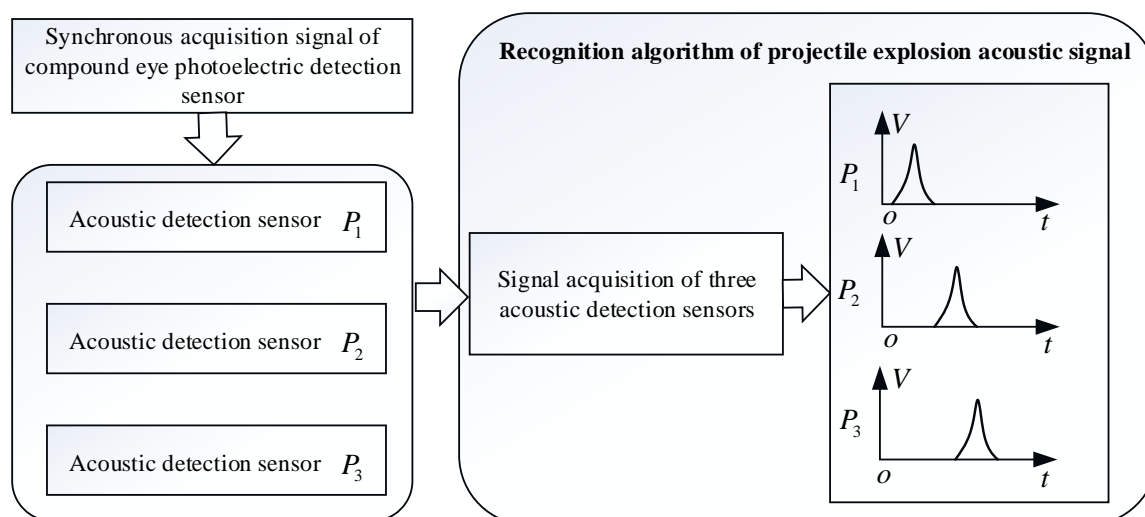 Synchronous acquisition signal of
compound eye photoelectric detection
sensor
Acoustic detection sensor P₁
Acoustic detection sensor P₂
Acoustic detection sensor P₃
Recognition algorithm of projectile explosion acoustic signal
Signal acquisition of three
acoustic detection sensors
V
P₁
o
t
V
P₂
o
t
V
P₃
o
t